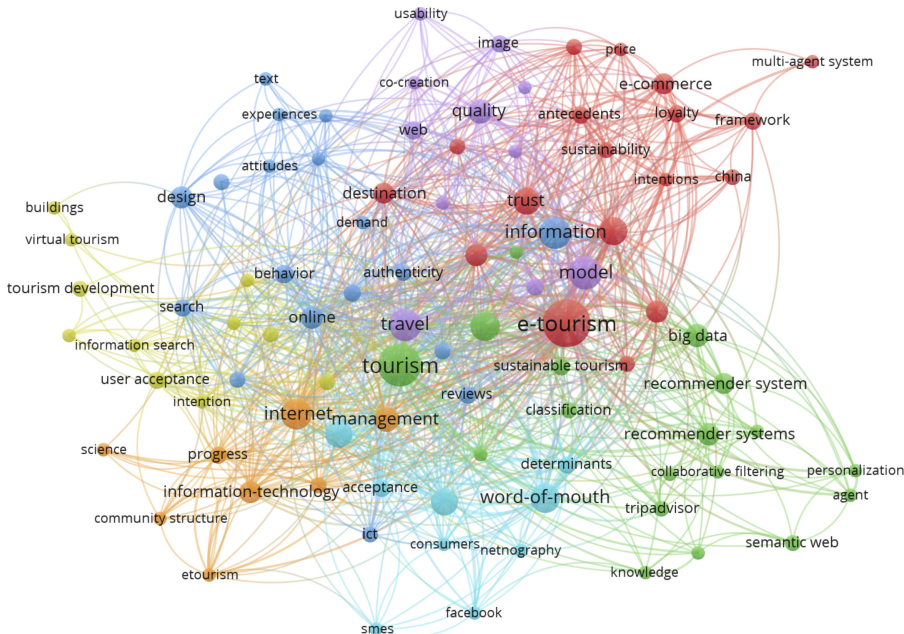 usability
image
price
multi-agent system
text
co-creation
e-commerce
experiences
quality
antecedents
loyalty
framework
web
sustainability
attitudes
intentions
china
design
destination
trust
buildings
demand
information
virtual tourism
behavior
authenticity
model
tourism development
search
online
travel
e-tourism
information search
big data
tourism
sustainable tourism
user acceptance
recommender system
intention
reviews
classification
internet
management
recommender systems
science
progress
determinants
collaborative filtering
personalization
information-technology
acceptance
word-of-mouth
agent
tripadvisor
community structure
ict
consumers
netnography
semantic web
etourism
knowledge
facebook
smes